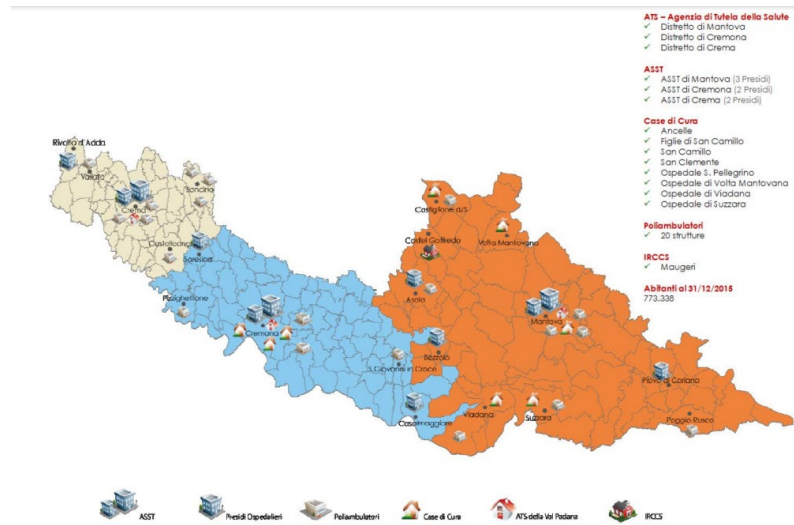 ATS – Agenzia di Tutela della Salute
✓ Distretto di Mantova
✓ Distretto di Cremona
✓ Distretto di Crema
ASST
✓ ASST di Mantova (3 Presidi)
✓ ASST di Cremona (2 Presidi)
✓ ASST di Crema (2 Presidi)
Case di Cura
✓ Ancelle
✓ Figlie di San Camillo
✓ San Camillo
✓ San Clemente
✓ Ospedale S. Pellegrino
✓ Ospedale di Volta Mantovana
✓ Ospedale di Viadana
✓ Ospedale di Suzzara
Poliambulatori
✓ 20 strutture
IRCCS
✓ Maugeri
Abitanti al 31/12/2015
773.338
Rivolta d'Adda
Vailate
Soncino
Crema
Castelleone
Soresina
Pizzighettone
Cremona
S. Giovanni in Croce
Casalmaggiore
Castiglione d/S
Castel Goffredo
Volta Mantovana
Asola
Mantova
Bozzolo
Viadana
Suzzara
Pieve di Coriano
Poggio Rusco
ASST
Presidi Ospedalieri
Poliambulatori
Case di Cura
ATS della Val Padana
IRCCS